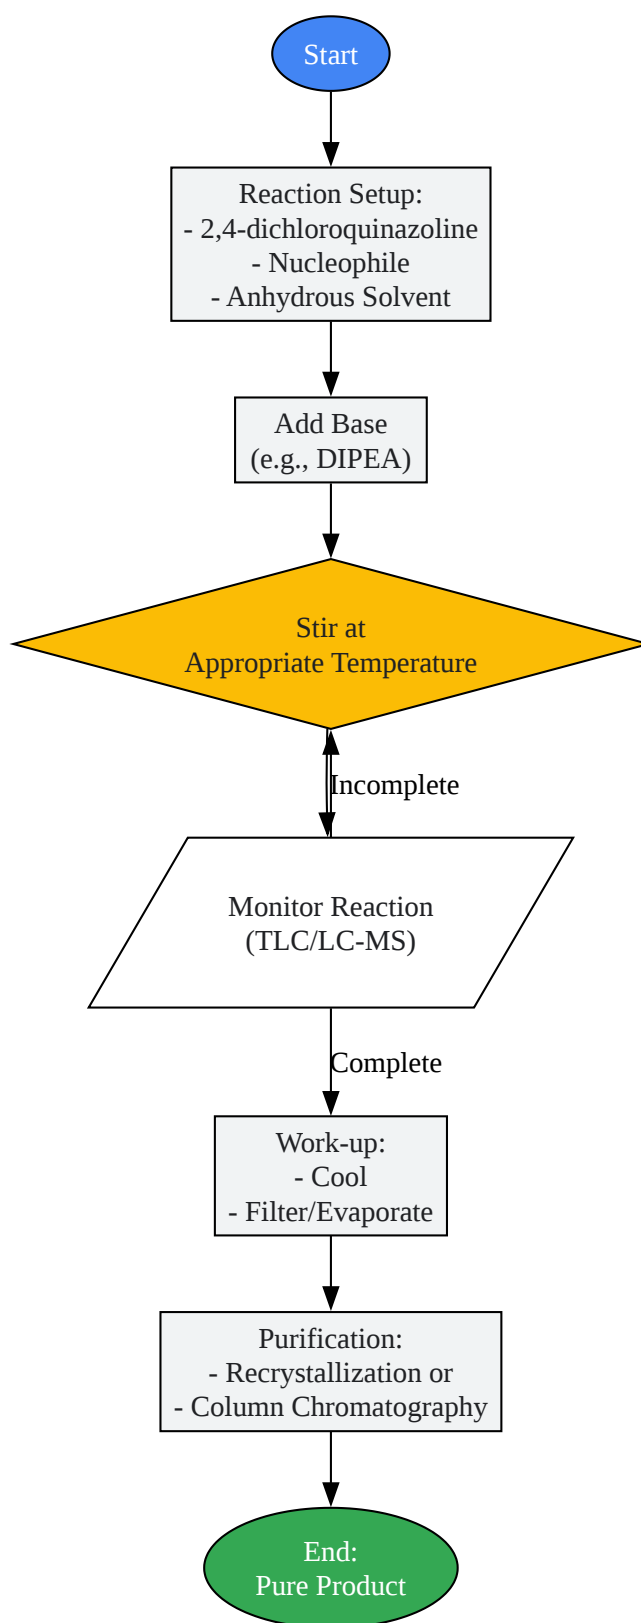 Start
Reaction Setup:
- 2,4-dichloroquinazoline
- Nucleophile
- Anhydrous Solvent
Add Base
(e.g., DIPEA)
Stir at
Appropriate Temperature
Incomplete
Monitor Reaction
(TLC/LC-MS)
Complete
Work-up:
- Cool
- Filter/Evaporate
Purification:
- Recrystallization or
- Column Chromatography
End:
Pure Product